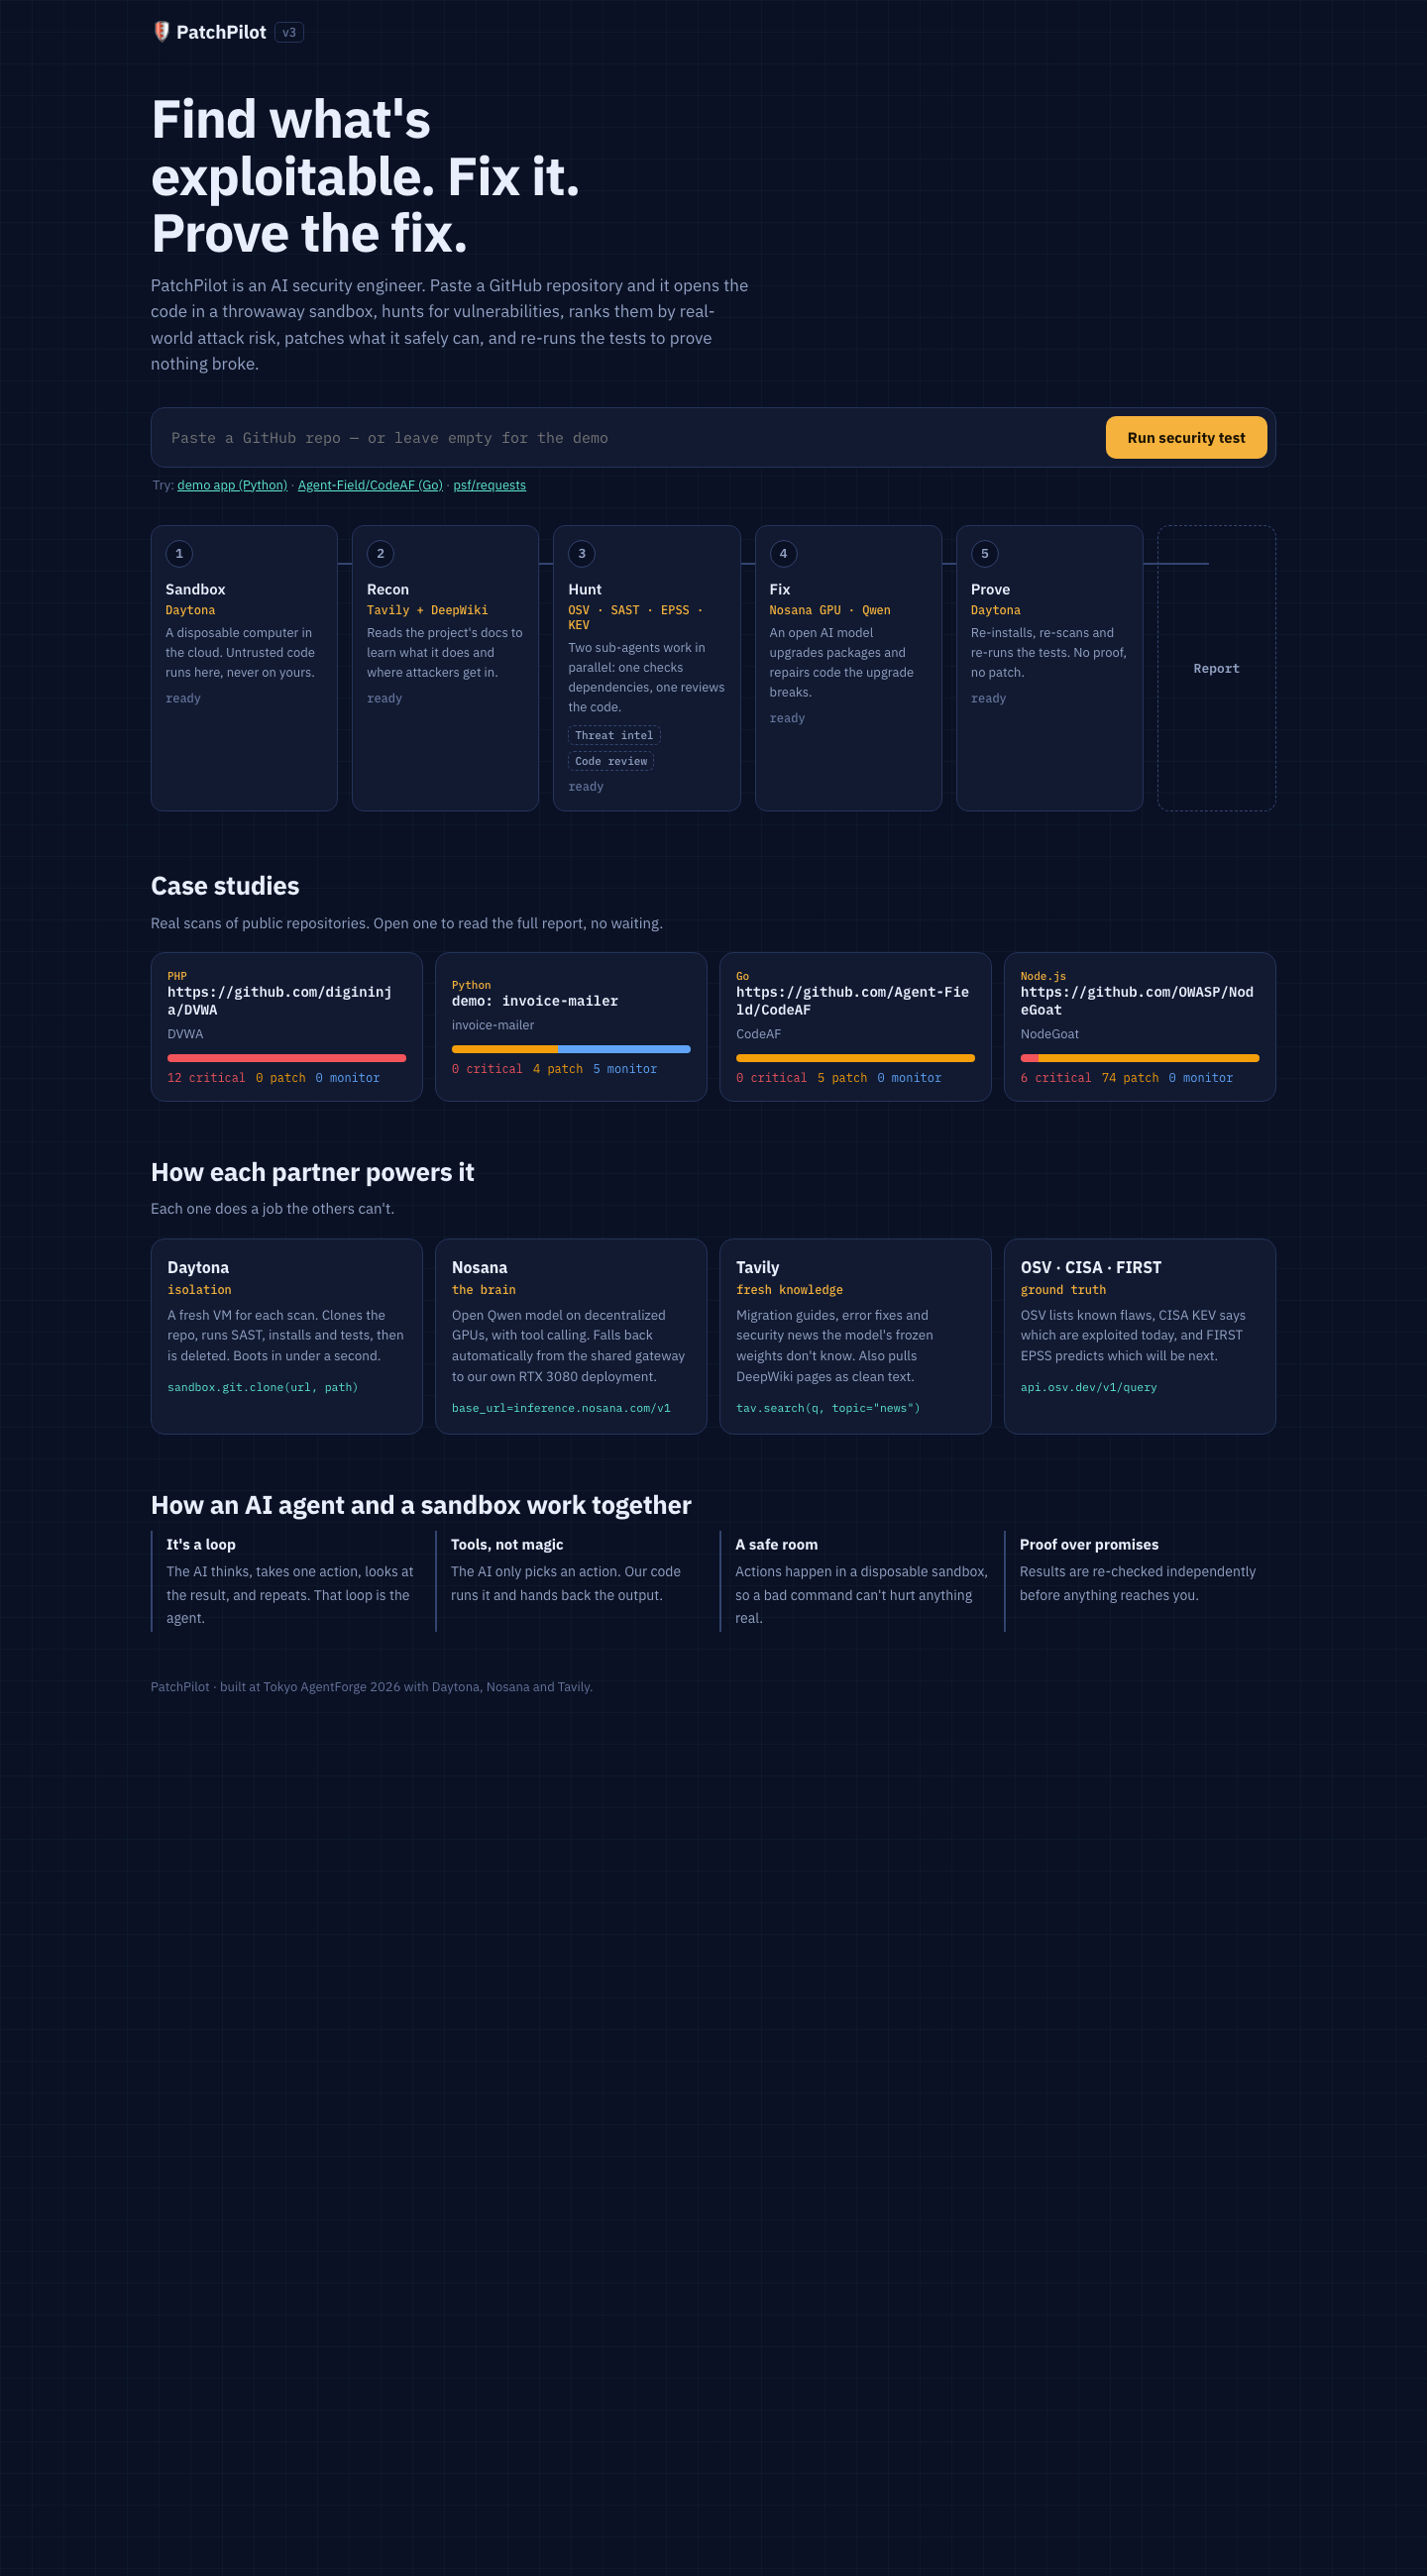 PatchPilot v3
Find what's
exploitable. Fix it.
Prove the fix.
PatchPilot is an AI security engineer. Paste a GitHub repository and it opens the
code in a throwaway sandbox, hunts for vulnerabilities, ranks them by real-
world attack risk, patches what it safely can, and re-runs the tests to prove
nothing broke.
Paste a GitHub repo — or leave empty for the demo
Run security test
Try: demo app (Python) · Agent-Field/CodeAF (Go) · psf/requests
1
Sandbox
Daytona
A disposable computer in
the cloud. Untrusted code
runs here, never on yours.
ready
2
Recon
Tavily + DeepWiki
Reads the project's docs to
learn what it does and
where attackers get in.
ready
3
Hunt
OSV · SAST · EPSS ·
KEV
Two sub-agents work in
parallel: one checks
dependencies, one reviews
the code.
Threat intel
Code review
ready
4
Fix
Nosana GPU · Qwen
An open AI model
upgrades packages and
repairs code the upgrade
breaks.
ready
5
Prove
Daytona
Re-installs, re-scans and
re-runs the tests. No proof,
no patch.
ready
Report
Case studies
Real scans of public repositories. Open one to read the full report, no waiting.
PHP
https://github.com/digininj
a/DVWA
DVWA
12 critical 0 patch 0 monitor
Python
demo: invoice-mailer
invoice-mailer
0 critical 4 patch 5 monitor
Go
https://github.com/Agent-Fie
ld/CodeAF
CodeAF
0 critical 5 patch 0 monitor
Node.js
https://github.com/OWASP/Nod
eGoat
NodeGoat
6 critical 74 patch 0 monitor
How each partner powers it
Each one does a job the others can't.
Daytona
isolation
A fresh VM for each scan. Clones the
repo, runs SAST, installs and tests, then
is deleted. Boots in under a second.
sandbox.git.clone(url, path)
Nosana
the brain
Open Qwen model on decentralized
GPUs, with tool calling. Falls back
automatically from the shared gateway
to our own RTX 3080 deployment.
base_url=inference.nosana.com/v1
Tavily
fresh knowledge
Migration guides, error fixes and
security news the model's frozen
weights don't know. Also pulls
DeepWiki pages as clean text.
tav.search(q, topic="news")
OSV · CISA · FIRST
ground truth
OSV lists known flaws, CISA KEV says
which are exploited today, and FIRST
EPSS predicts which will be next.
api.osv.dev/v1/query
How an AI agent and a sandbox work together
It's a loop
The AI thinks, takes one action, looks at
the result, and repeats. That loop is the
agent.
Tools, not magic
The AI only picks an action. Our code
runs it and hands back the output.
A safe room
Actions happen in a disposable sandbox,
so a bad command can't hurt anything
real.
Proof over promises
Results are re-checked independently
before anything reaches you.
PatchPilot · built at Tokyo AgentForge 2026 with Daytona, Nosana and Tavily.